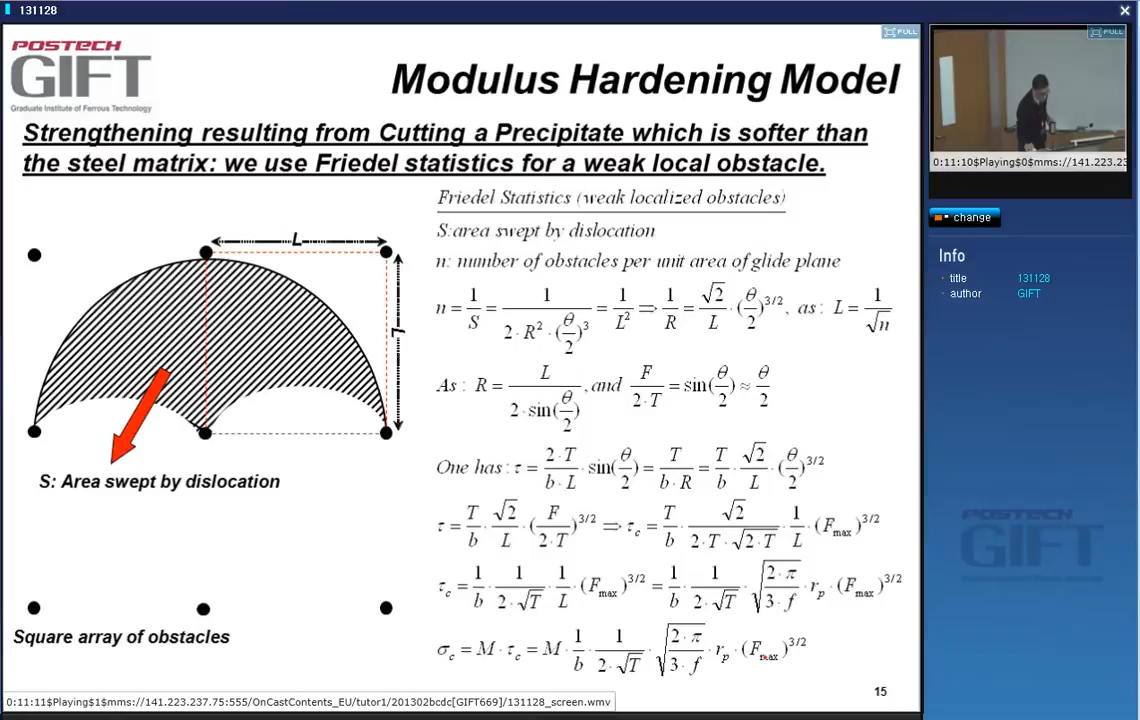 131128
POSTECH
GIFT
Graduate Institute of Ferrous Technology
Modulus Hardening Model
Strengthening resulting from Cutting a Precipitate which is softer than
the steel matrix: we use Friedel statistics for a weak local obstacle.
Friedel Statistics (weak localized obstacles)
S:area swept by dislocation
n: number of obstacles per unit area of glide plane
n = 1/S = 1/(2·R²·(θ/2)³) = 1/L² ⇒ 1/R = √2/L · (θ/2)^3/2, as: L = 1/√n
As: R = L/(2·sin(θ/2)), and F/(2·T) = sin(θ/2) ≈ θ/2
One has: τ = (2·T)/(b·L) · sin(θ/2) = T/(b·R) = T/b · √2/L · (θ/2)^3/2
τ = T/b · √2/L · (F/(2·T))^3/2 ⇒ τc = T/b · √2/(2·T·√(2·T)) · 1/L · (Fmax)^3/2
τc = 1/b · 1/(2·√T) · 1/L · (Fmax)^3/2 = 1/b · 1/(2·√T) · √((2·π)/(3·f)) · rp · (Fmax)^3/2
σc = M·τc = M · 1/b · 1/(2·√T) · √((2·π)/(3·f)) · rp · (Fmax)^3/2
L
L
S: Area swept by dislocation
Square array of obstacles
15
0:11:11$Playing$1$mms://141.223.237.75:555/OnCastContents_EU/tutor1/201302bcdc[GIFT669]/131128_screen.wmv
FULL
FULL
0:11:10$Playing$0$mms://141.223.23
change
Info
title 131128
author GIFT
POSTECH
GIFT